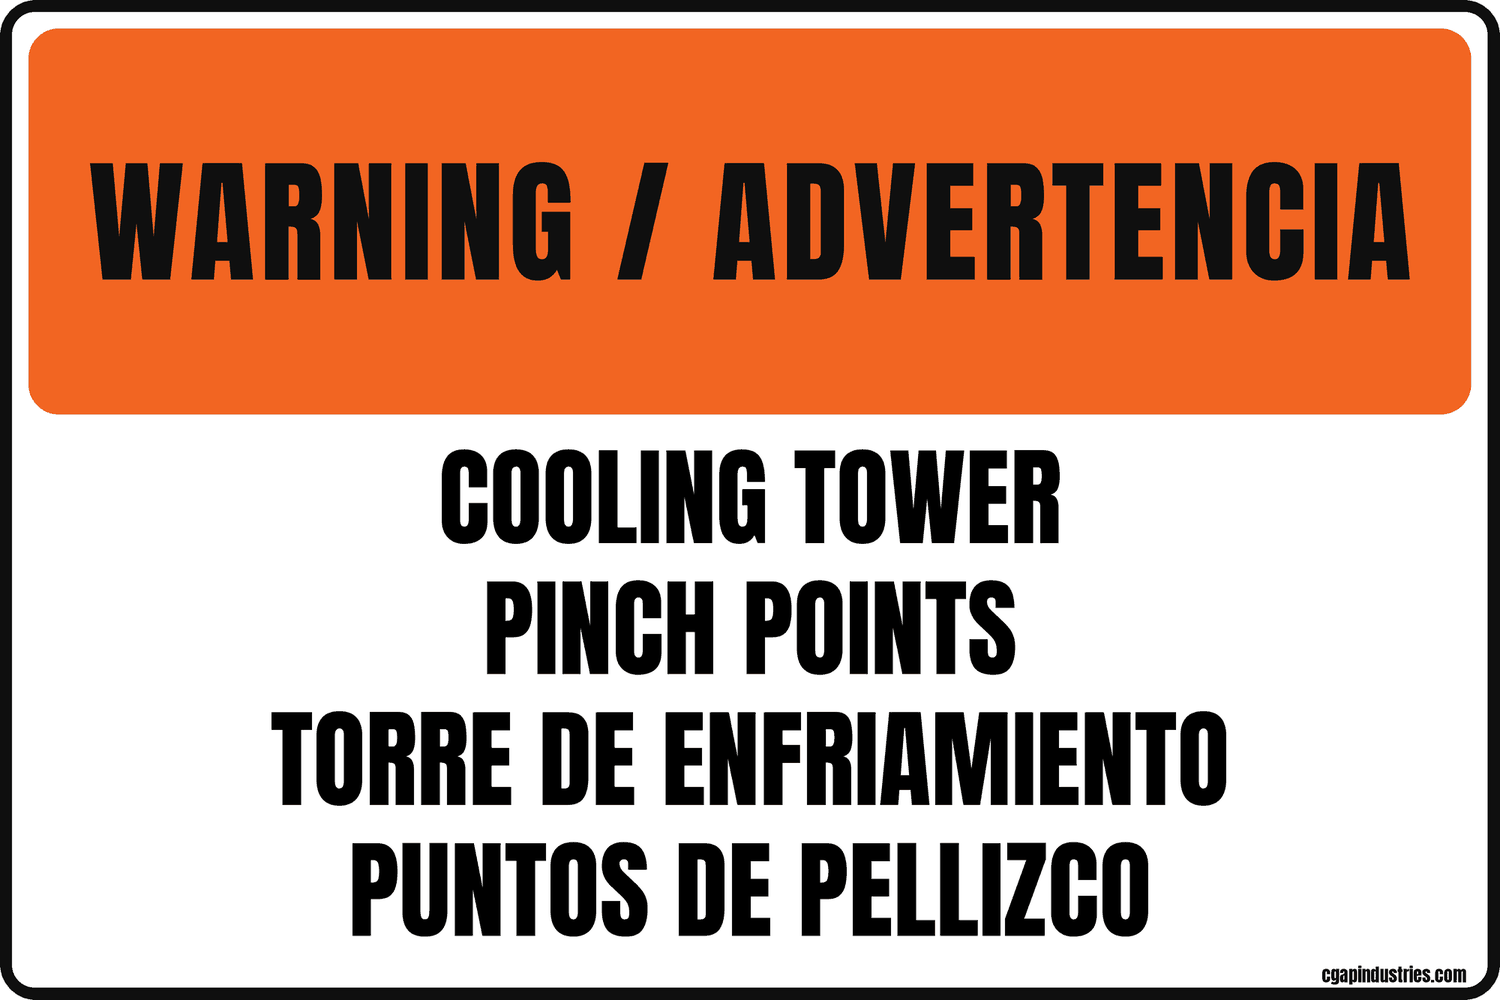 WARNING / ADVERTENCIA
COOLING TOWER
PINCH POINTS
TORRE DE ENFRIAMIENTO
PUNTOS DE PELLIZCO
cgapindustries.com